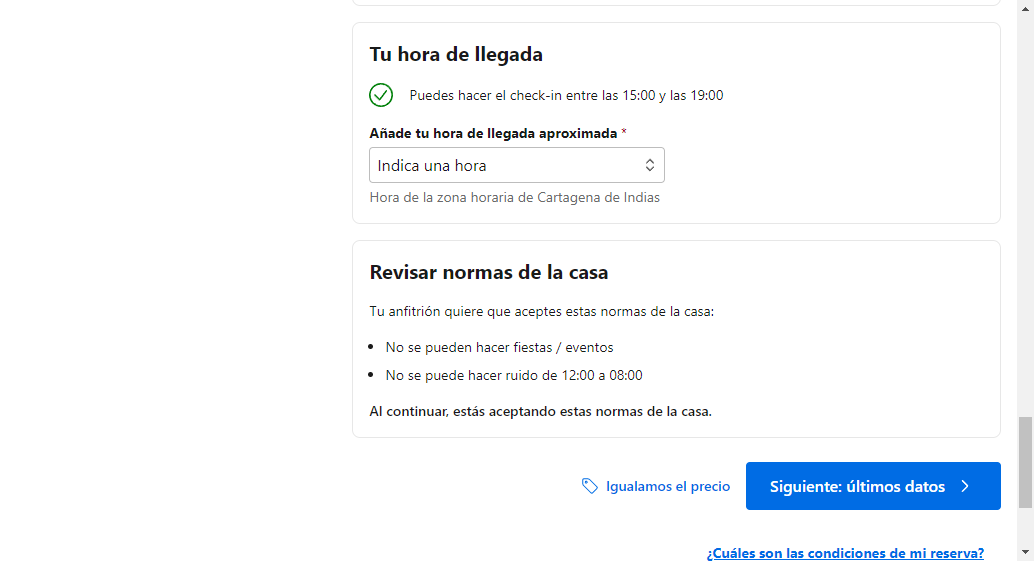 Tu hora de llegada
Puedes hacer el check-in entre las 15:00 y las 19:00
Añade tu hora de llegada aproximada *
Indica una hora
Hora de la zona horaria de Cartagena de Indias
Revisar normas de la casa
Tu anfitrión quiere que aceptes estas normas de la casa:
No se pueden hacer fiestas / eventos
No se puede hacer ruido de 12:00 a 08:00
Al continuar, estás aceptando estas normas de la casa.
Igualamos el precio
Siguiente: últimos datos
¿Cuáles son las condiciones de mi reserva?